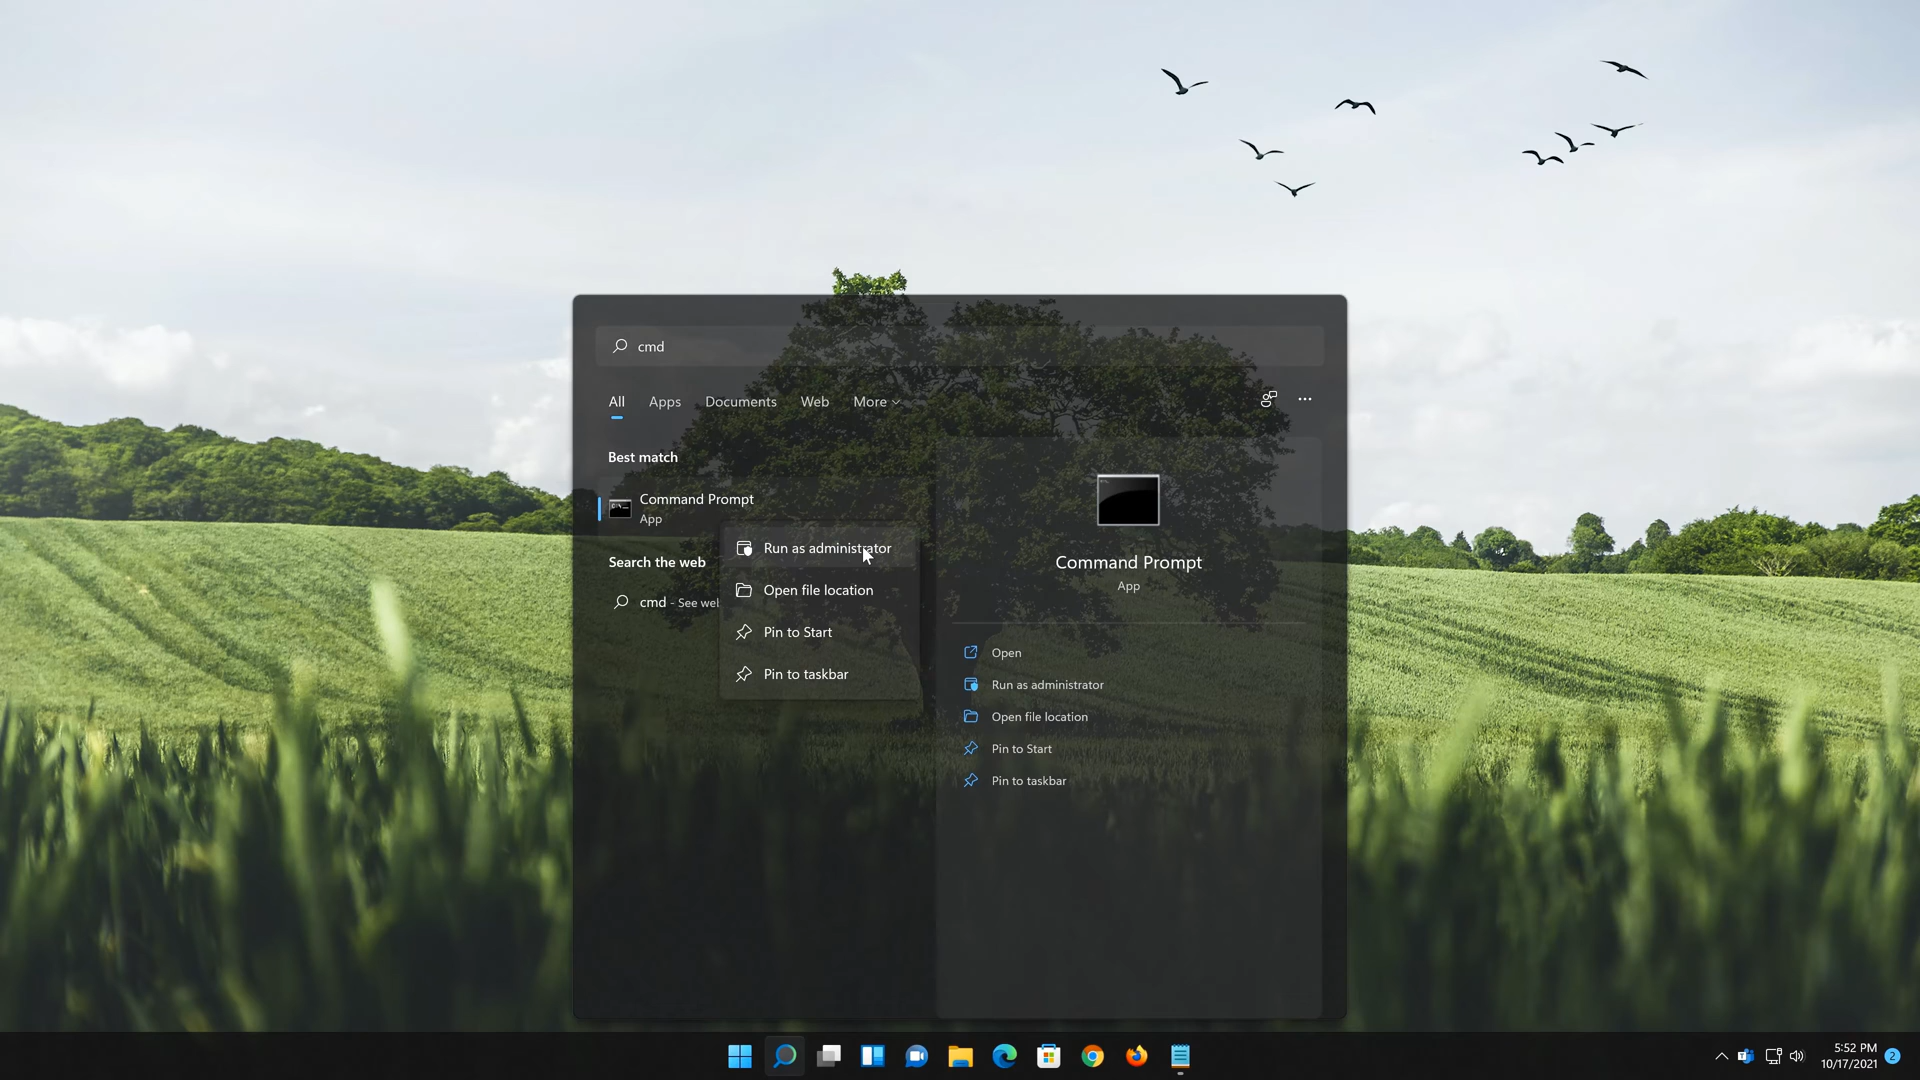 cmd
All Apps Documents Web More
Best match
Command Prompt
App
Run as administrator
Open file location
Pin to Start
Pin to taskbar
Search the web
cmd - See web
Command Prompt
App
Open
Run as administrator
Open file location
Pin to Start
Pin to taskbar
5:52 PM
10/17/2021
2